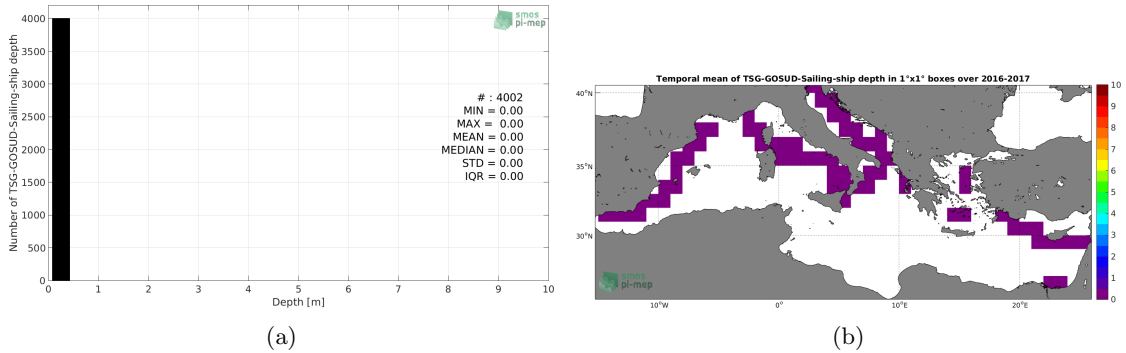 smos
pi-mep
4000
3500
3000
2500
2000
1500
1000
500
0
Number of TSG-GOSUD-Sailing-ship depth
# : 4002
MIN = 0.00
MAX = 0.00
MEAN = 0.00
MEDIAN = 0.00
STD = 0.00
IQR = 0.00
0 1 2 3 4 5 6 7 8 9 10
Depth [m]
(a)
Temporal mean of TSG-GOSUD-Sailing-ship depth in 1°x1° boxes over 2016-2017
40°N
35°N
30°N
smos
pi-mep
10°W 0° 10°E 20°E
10
9
8
7
6
5
4
3
2
1
0
(b)